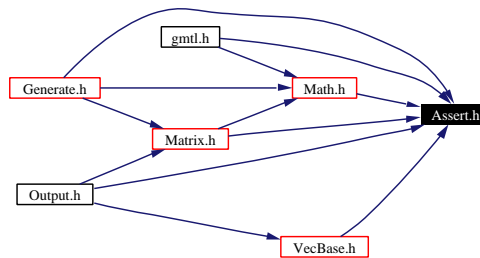 gmtl.h
Generate.h
Math.h
Assert.h
Matrix.h
Output.h
VecBase.h